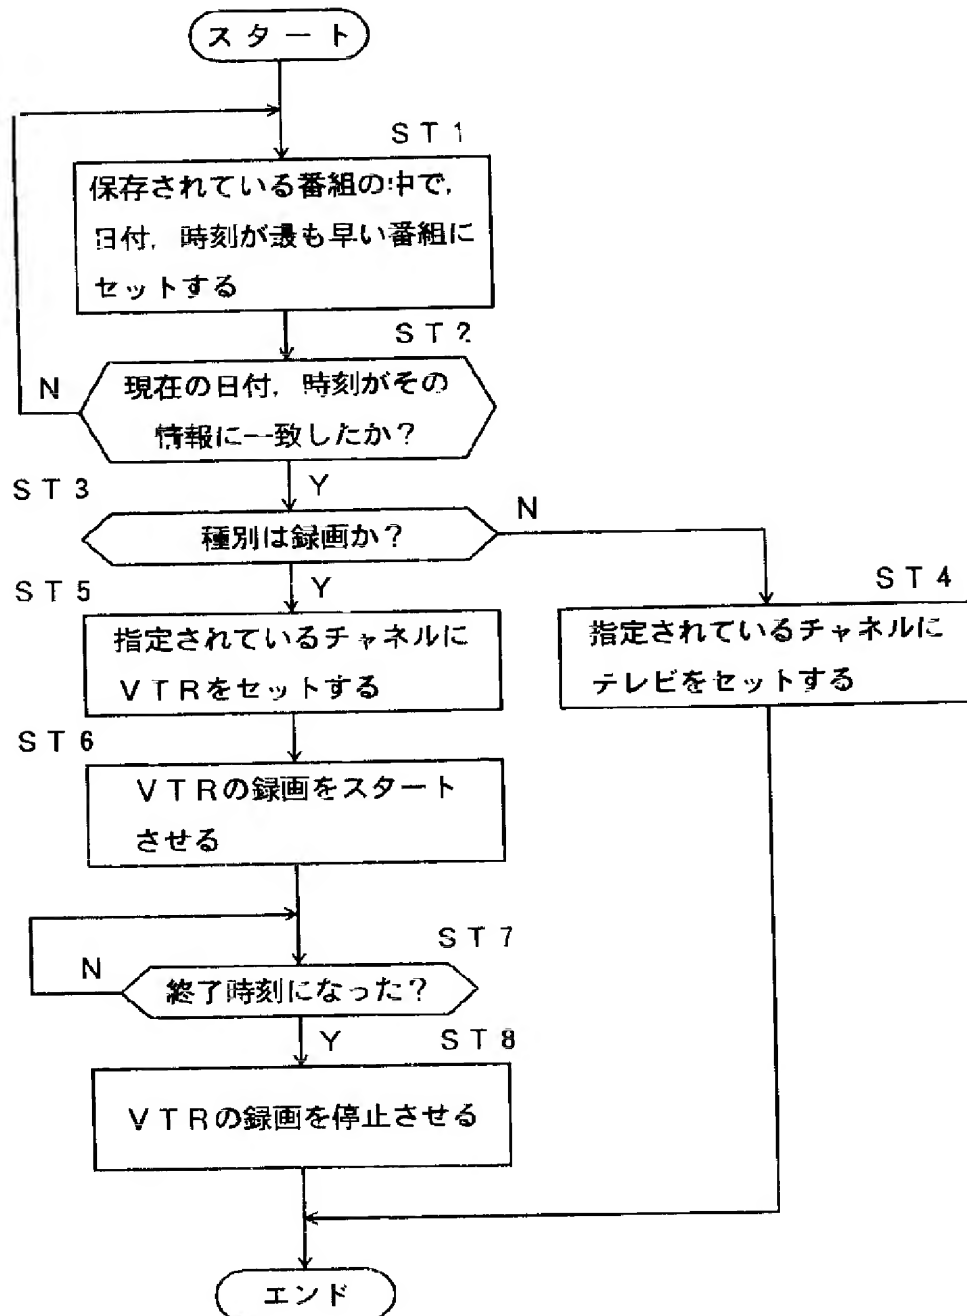 スタート
ST1
保存されている番組の中で,
日付, 時刻が最も早い番組に
セットする
ST2
N
現在の日付, 時刻がその
情報に一致したか?
Y
ST3
種別は録画か?
N
Y
ST5
ST4
指定されているチャネルに
VTRをセットする
指定されているチャネルに
テレビをセットする
ST6
VTRの録画をスタート
させる
ST7
N
終了時刻になった?
Y
ST8
VTRの録画を停止させる
エンド